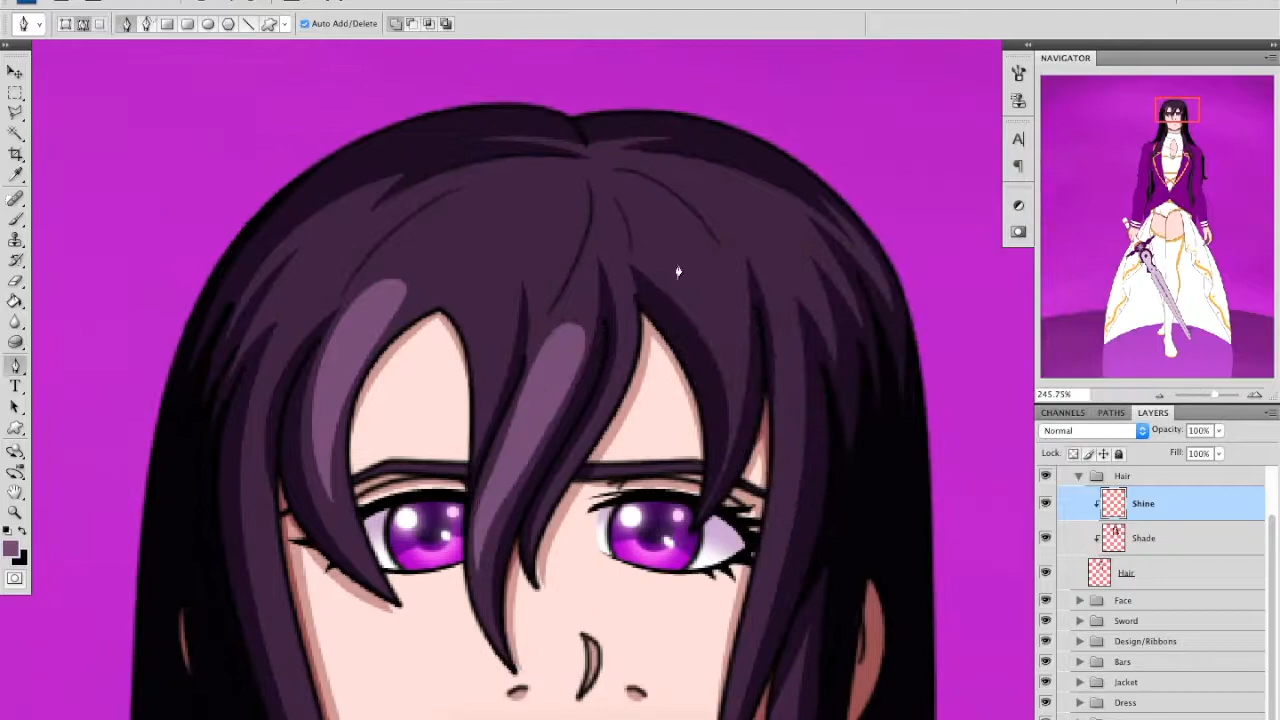 Auto Add/Delete
NAVIGATOR
245.75%
CHANNELS PATHS LAYERS
Normal Opacity: 100%
Lock: Fill: 100%
Hair
Shine
Shade
Hair
Face
Sword
Design/Ribbons
Bars
Jacket
Dress